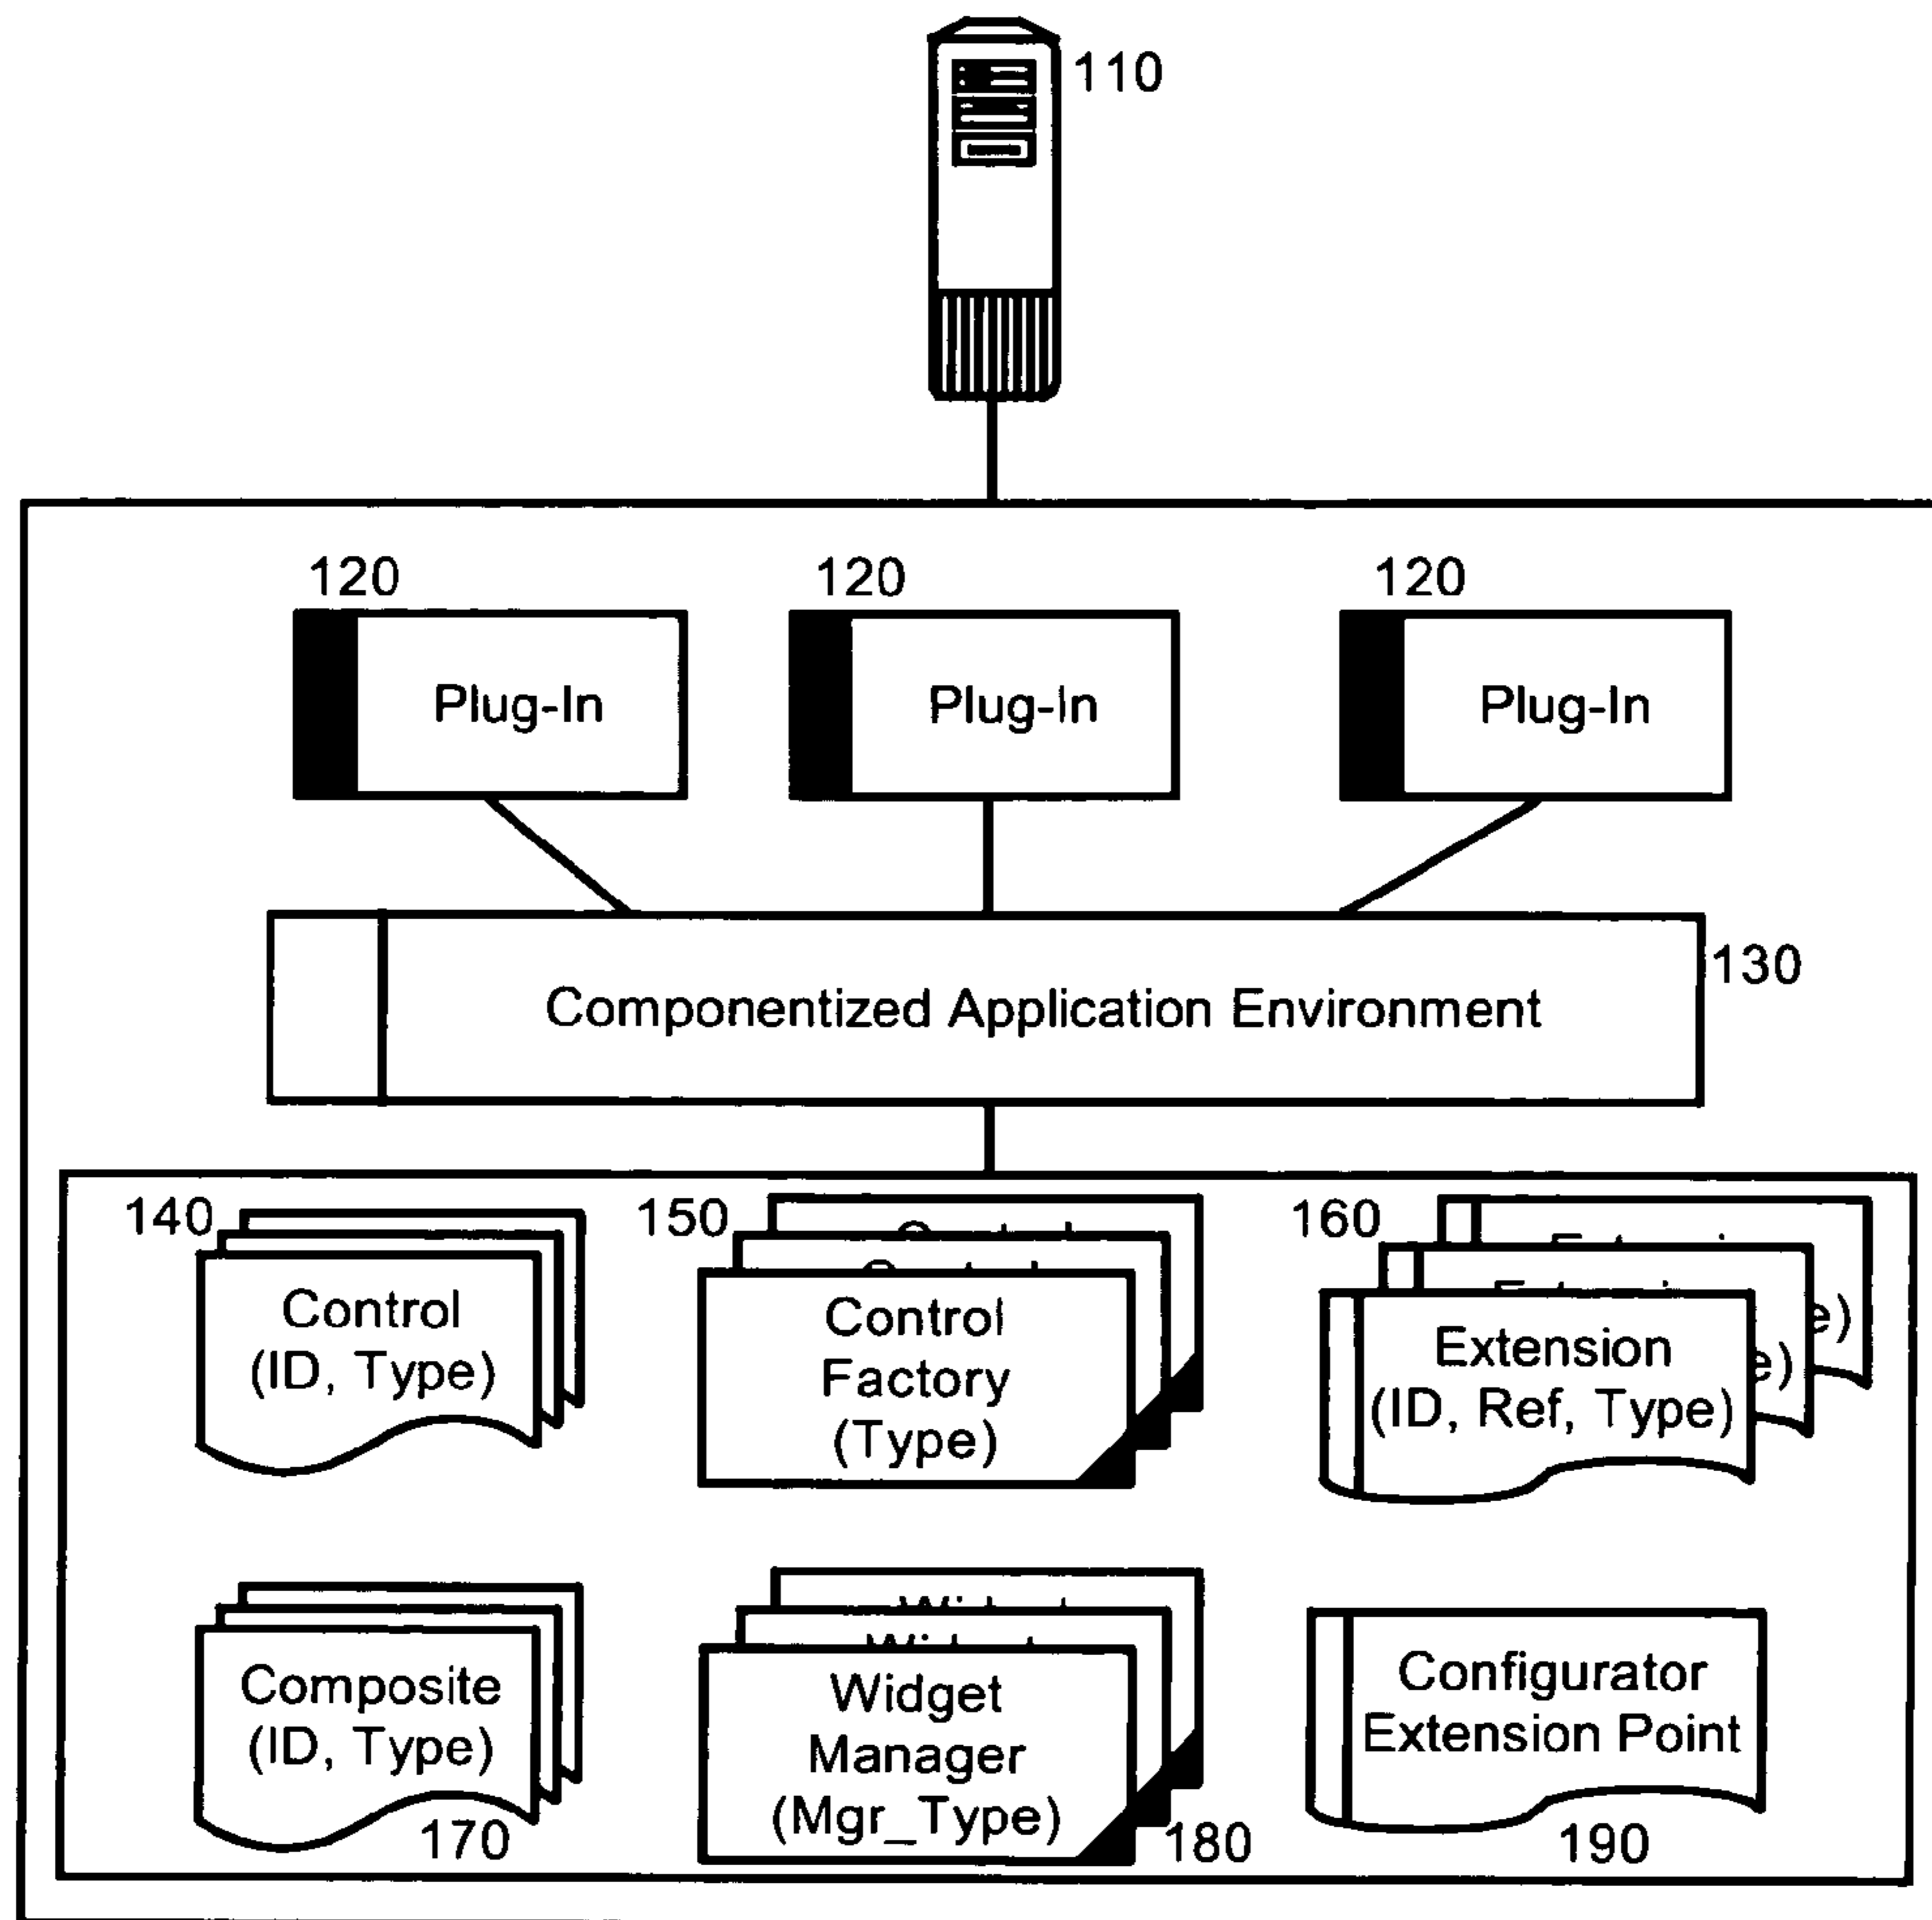 110
120
120
120
Plug-In
Plug-In
Plug-In
130
Componentized Application Environment
140
150
160
Control
(ID, Type)
Control
Factory
(Type)
Extension
(ID, Ref, Type)
e)
e)
Composite
(ID, Type)
170
Widget
Manager
(Mgr_Type)
180
Configurator
Extension Point
190